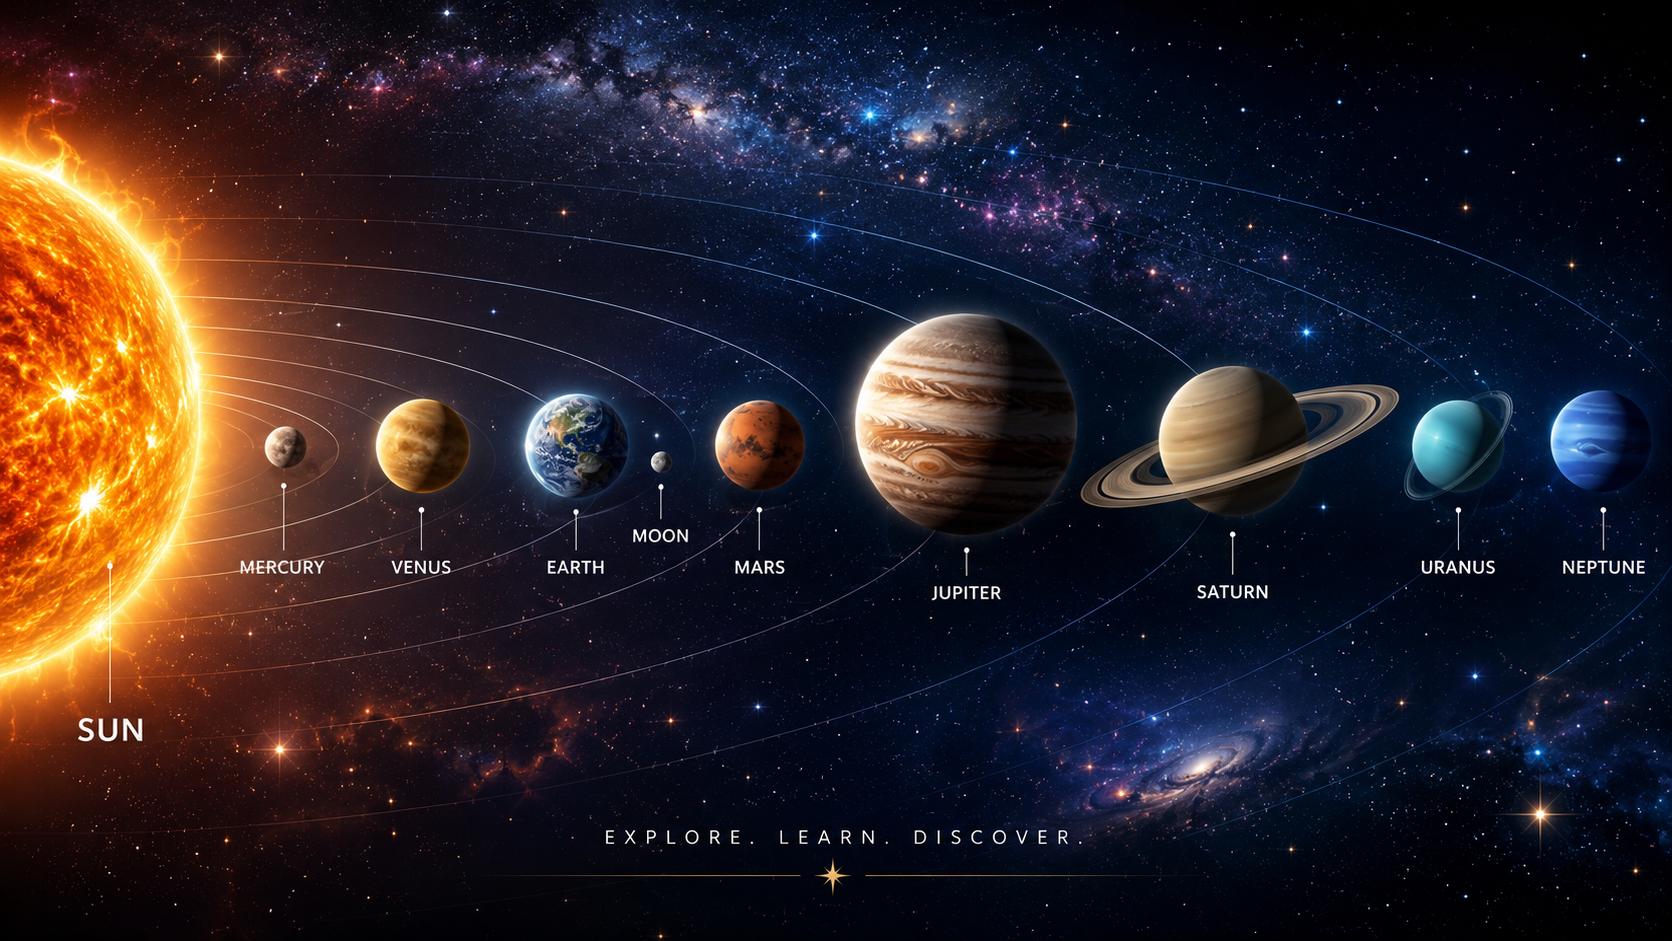 SUN
MERCURY
VENUS
EARTH
MOON
MARS
JUPITER
SATURN
URANUS
NEPTUNE
EXPLORE. LEARN. DISCOVER.